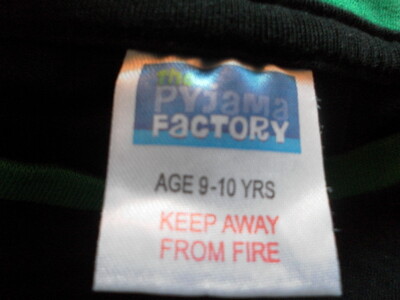 The
PYJAMA
FACTORY
AGE 9-10 YRS
KEEP AWAY
FROM FIRE